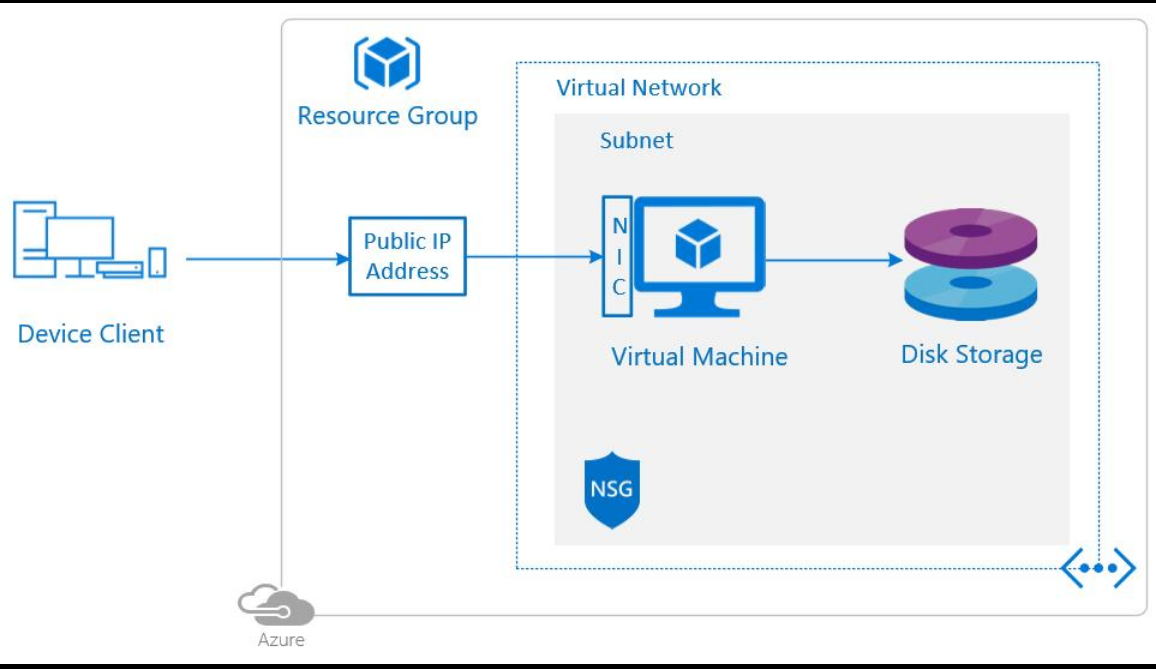 Resource Group
Virtual Network
Subnet
Public IP
Address
N
I
C
Device Client
Virtual Machine
Disk Storage
NSG
Azure